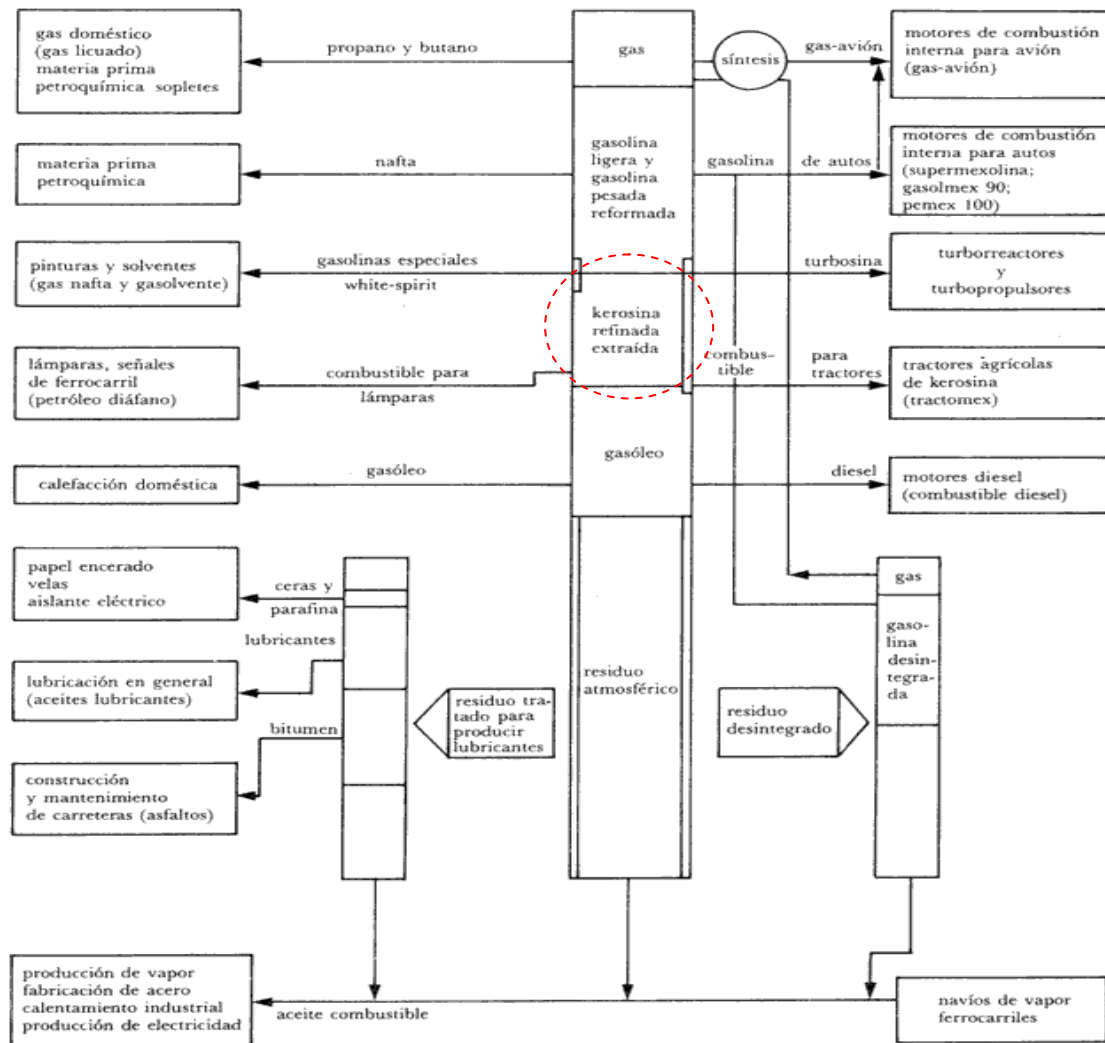 gas doméstico
(gas licuado)
materia prima
petroquímica sopletes
propano y butano
gas
síntesis
gas-avión
motores de combustión
interna para avión
(gas-avión)
materia prima
petroquímica
nafta
gasolina
ligera y
gasolina
pesada
reformada
gasolina
de autos
motores de combustión
interna para autos
(supermexolina;
gasolmex 90;
pemex 100)
pinturas y solventes
(gas nafta y gasolvente)
gasolinas especiales
white-spirit
kerosina
refinada
extraída
turbosina
turborreactores
y
turbopropulsores
lámparas, señales
de ferrocarril
(petróleo diáfano)
combustible para
lámparas
combus-
tible
para
tractores
tractores agrícolas
de kerosina
(tractomex)
calefacción doméstica
gasóleo
gasóleo
diesel
motores diesel
(combustible diesel)
papel encerado
velas
aislante eléctrico
ceras y
parafina
lubricantes
lubricación en general
(aceites lubricantes)
bitumen
construcción
y mantenimiento
de carreteras (asfaltos)
residuo tra-
tado para
producir
lubricantes
residuo
atmosférico
residuo
desintegrado
gas
gaso-
lina
desin-
tegra-
da
producción de vapor
fabricación de acero
calentamiento industrial
producción de electricidad
aceite combustible
navíos de vapor
ferrocarriles